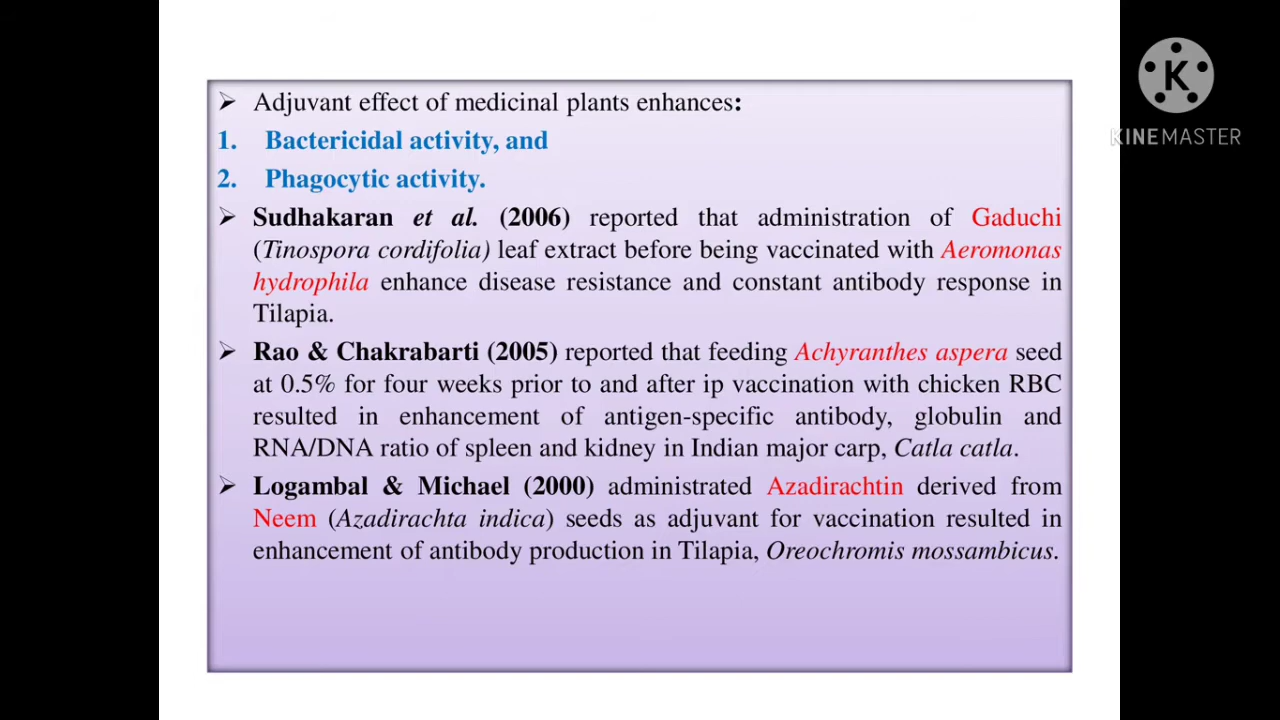 ➢ Adjuvant effect of medicinal plants enhances:
1. Bactericidal activity, and
2. Phagocytic activity.
➢ Sudhakaran et al. (2006) reported that administration of Gaduchi
(Tinospora cordifolia) leaf extract before being vaccinated with Aeromonas
hydrophila enhance disease resistance and constant antibody response in
Tilapia.
➢ Rao & Chakrabarti (2005) reported that feeding Achyranthes aspera seed
at 0.5% for four weeks prior to and after ip vaccination with chicken RBC
resulted in enhancement of antigen-specific antibody, globulin and
RNA/DNA ratio of spleen and kidney in Indian major carp, Catla catla.
➢ Logambal & Michael (2000) administrated Azadirachtin derived from
Neem (Azadirachta indica) seeds as adjuvant for vaccination resulted in
enhancement of antibody production in Tilapia, Oreochromis mossambicus.
K
KINEMASTER